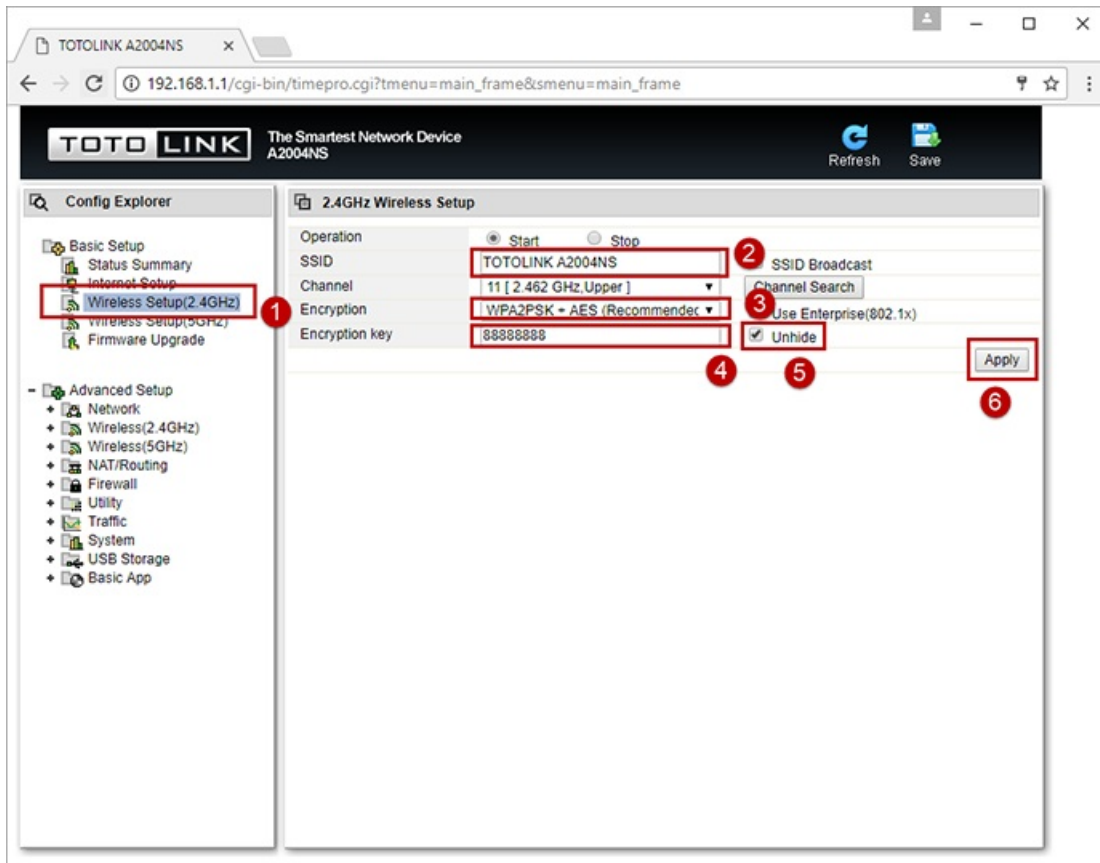 TOTOLINK A2004NS
192.168.1.1/cgi-bin/timepro.cgi?tmenu=main_frame&smenu=main_frame
TOTO LINK The Smartest Network Device
A2004NS
Refresh Save
Config Explorer
Basic Setup
Status Summary
Internet Setup
Wireless Setup(2.4GHz)
1
Wireless Setup(5GHz)
Firmware Upgrade
Advanced Setup
Network
Wireless(2.4GHz)
Wireless(5GHz)
NAT/Routing
Firewall
Utility
Traffic
System
USB Storage
Basic App
2.4GHz Wireless Setup
Operation Start Stop
SSID TOTOLINK A2004NS 2 SSID Broadcast
Channel 11 [ 2.462 GHz,Upper ] Channel Search
Encryption WPA2PSK + AES (Recommendec 3 Use Enterprise(802.1x)
Encryption key 88888888 4 Unhide 5
Apply
6